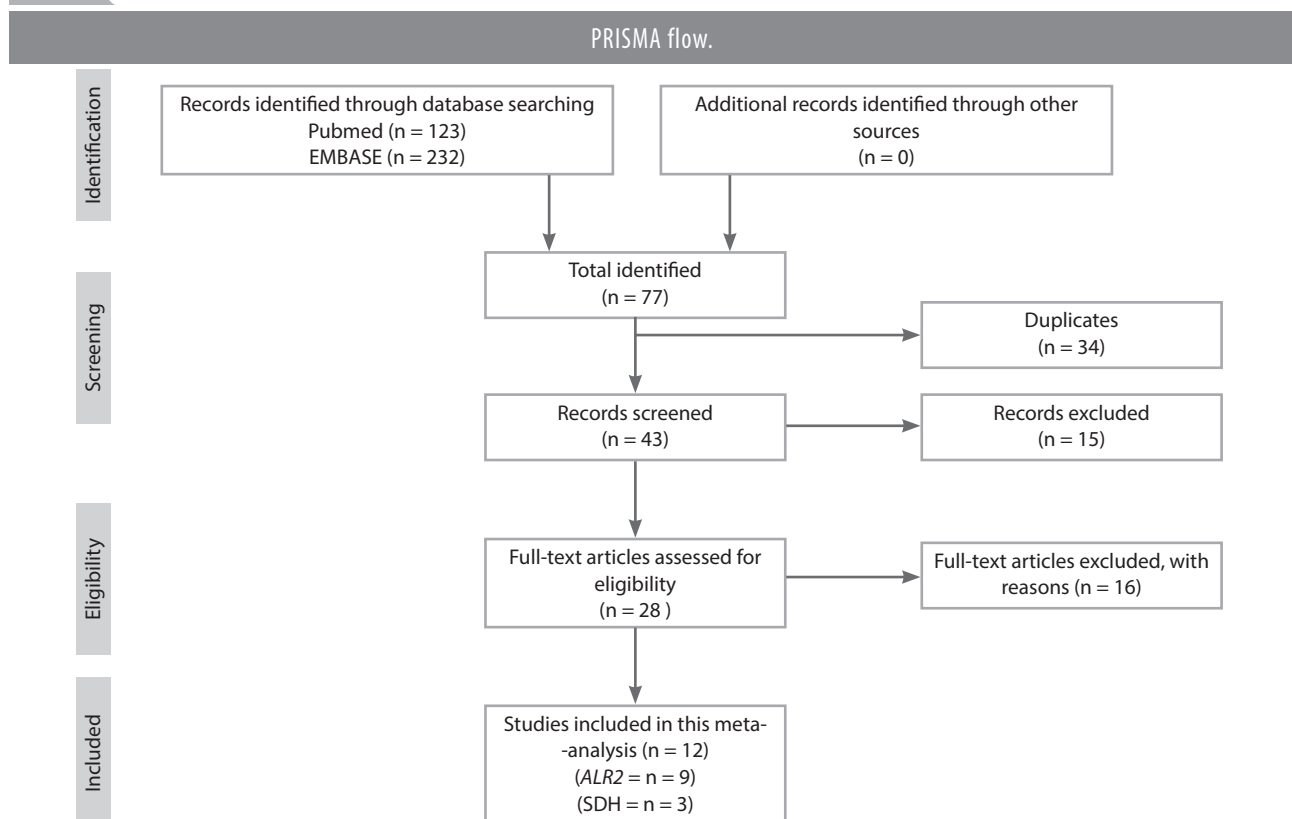 PRISMA flow.
Identification
Records identified through database searching
Pubmed (n = 123)
EMBASE (n = 232)
Additional records identified through other
sources
(n = 0)
Total identified
(n = 77)
Screening
Duplicates
(n = 34)
Records screened
(n = 43)
Records excluded
(n = 15)
Eligibility
Full-text articles assessed for
eligibility
(n = 28 )
Full-text articles excluded, with
reasons (n = 16)
Included
Studies included in this meta-
-analysis (n = 12)
(ALR2 = n = 9)
(SDH = n = 3)